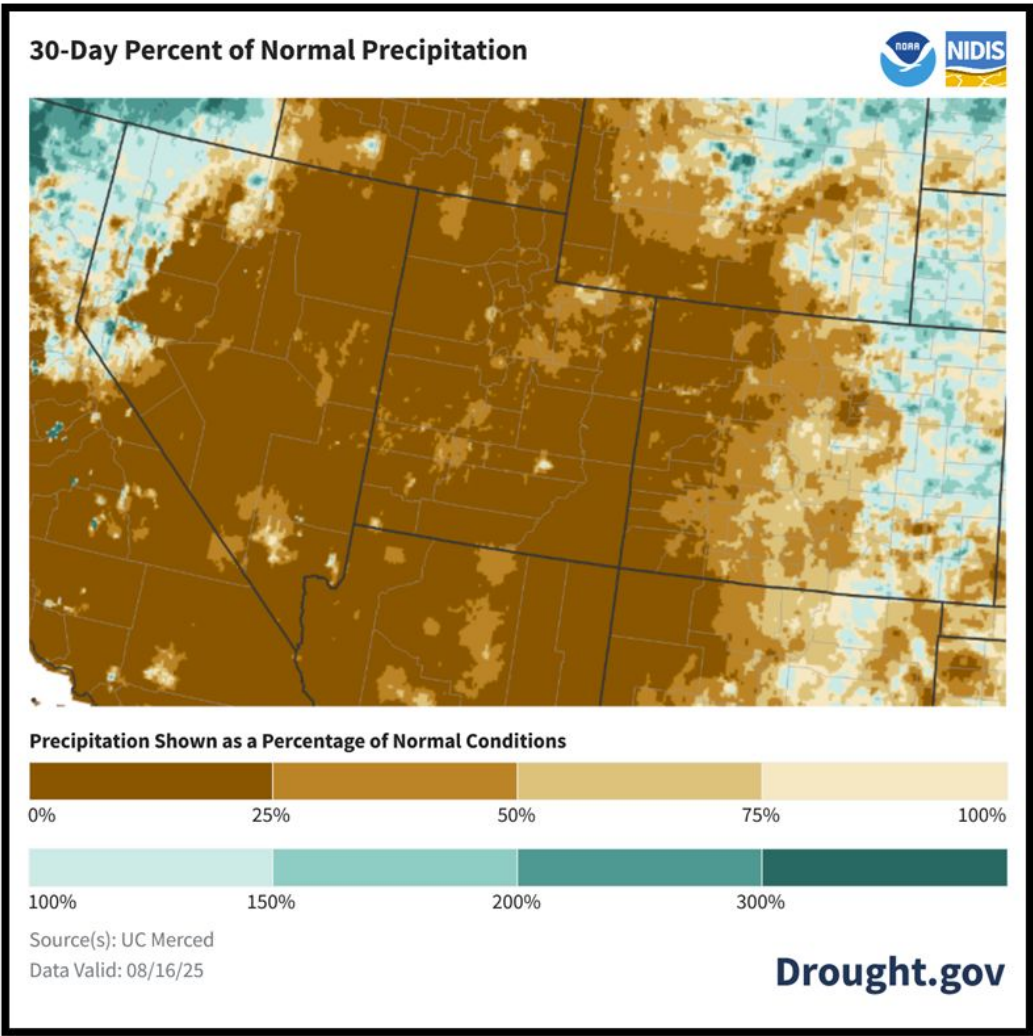 30-Day Percent of Normal Precipitation
NOAA
NIDIS
Precipitation Shown as a Percentage of Normal Conditions
0% 25% 50% 75% 100%
100% 150% 200% 300%
Source(s): UC Merced
Data Valid: 08/16/25
Drought.gov